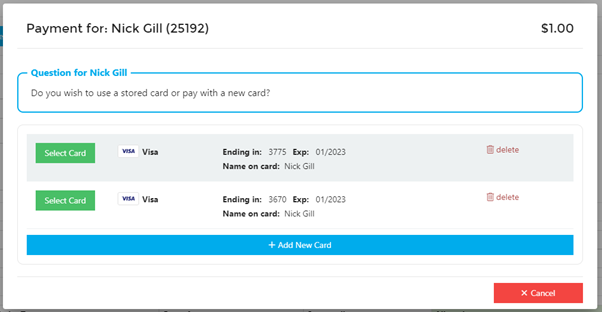 Payment for: Nick Gill (25192) $1.00
Question for Nick Gill
Do you wish to use a stored card or pay with a new card?
Select Card VISA Visa Ending in: 3775 Exp: 01/2023 delete
Name on card: Nick Gill
Select Card VISA Visa Ending in: 3670 Exp: 01/2023 delete
Name on card: Nick Gill
+ Add New Card
× Cancel